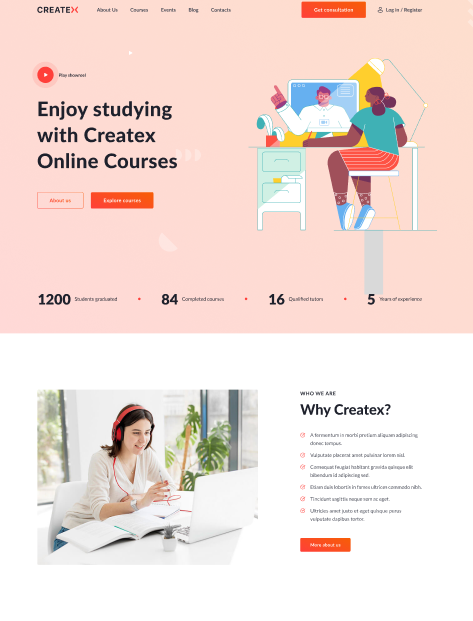 CREATEX
About Us Courses Events Blog Contacts
Get consultation
Log in / Register
Play showreel
Enjoy studying
with Createx
Online Courses
About us
Explore courses
1200 Students graduated
84 Completed courses
16 Qualified tutors
5 Years of experience
WHO WE ARE
Why Createx?
A fermentum in morbi pretium aliquam adipiscing
donec tempus.
Vulputate placerat amet pulvinar lorem nisl.
Consequat feugiat habitant gravida quisque elit
bibendum id adipiscing sed.
Etiam duis lobortis in fames ultrices commodo nibh.
Tincidunt sagittis neque sem ac eget.
Ultricies amet justo et eget quisque purus
vulputate dapibus tortor.
More about us